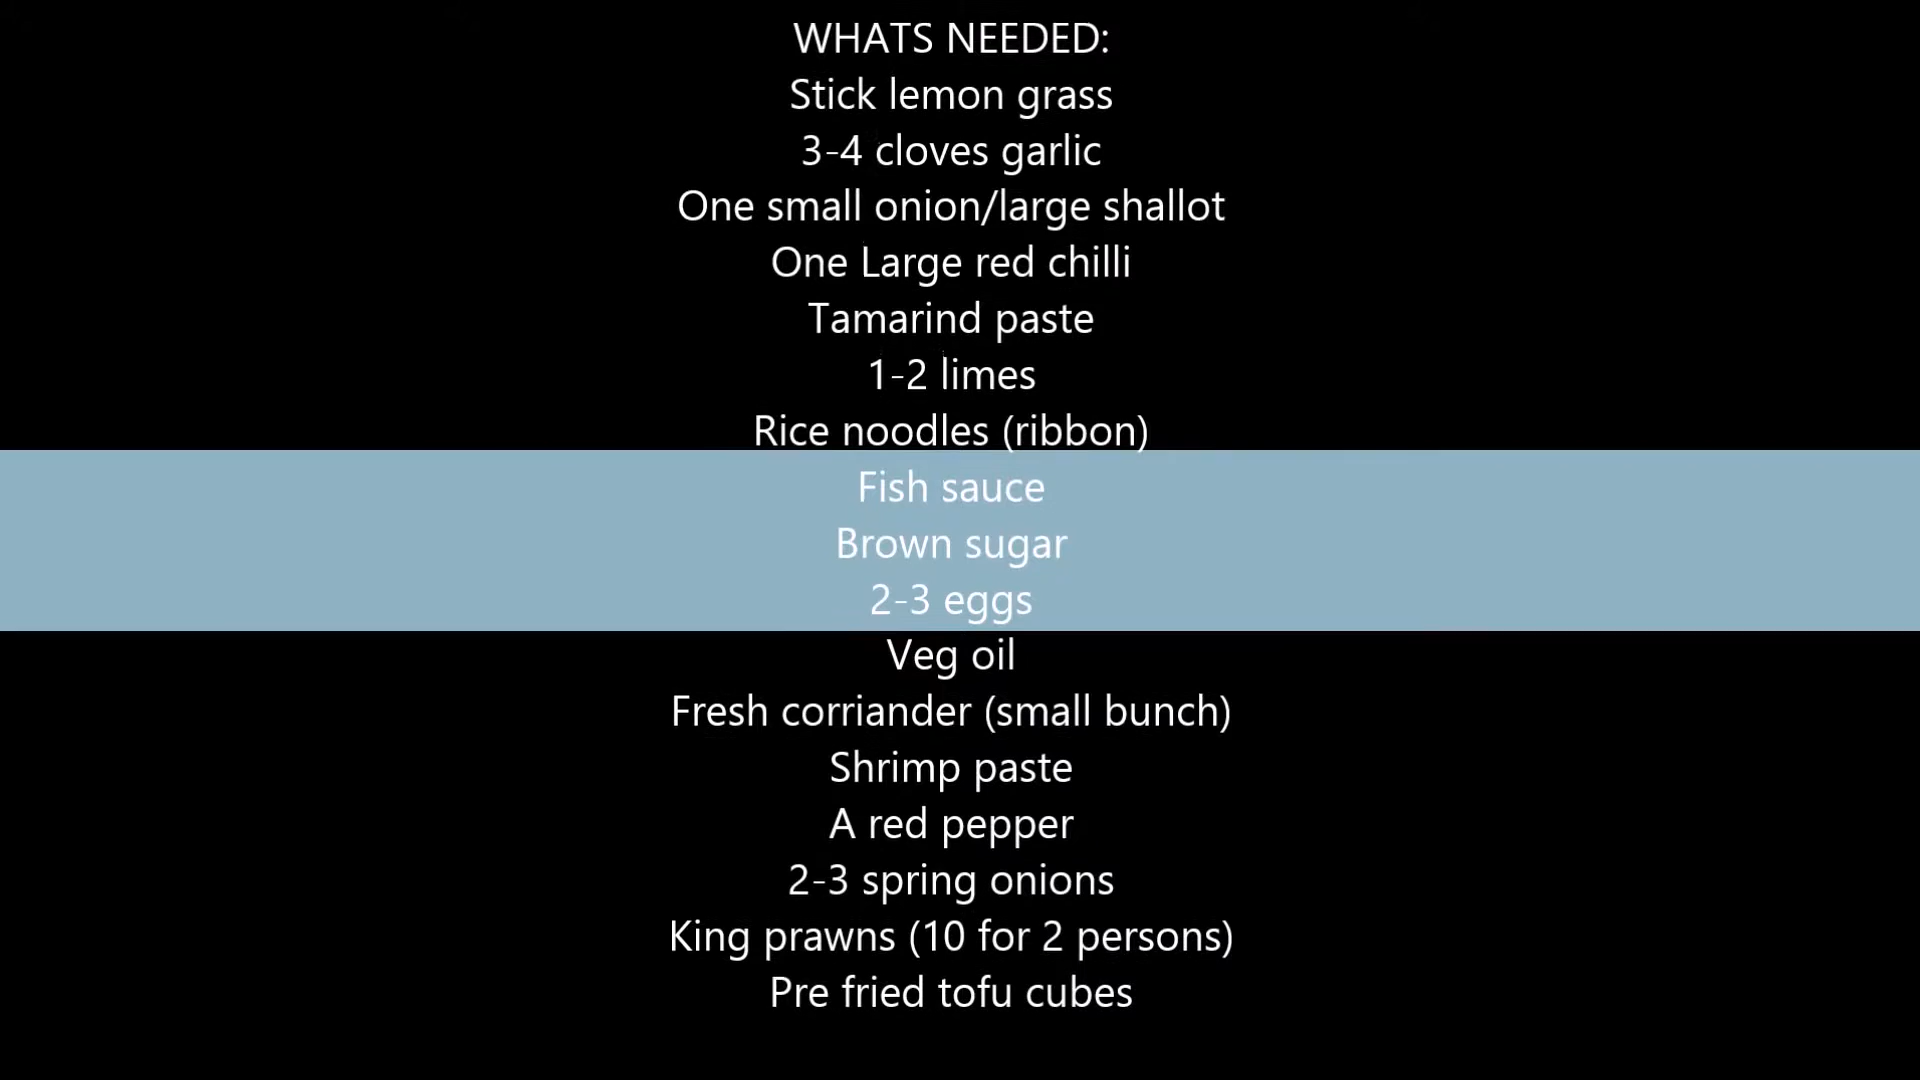 WHATS NEEDED:
Stick lemon grass
3-4 cloves garlic
One small onion/large shallot
One Large red chilli
Tamarind paste
1-2 limes
Rice noodles (ribbon)
Fish sauce
Brown sugar
2-3 eggs
Veg oil
Fresh corriander (small bunch)
Shrimp paste
A red pepper
2-3 spring onions
King prawns (10 for 2 persons)
Pre fried tofu cubes